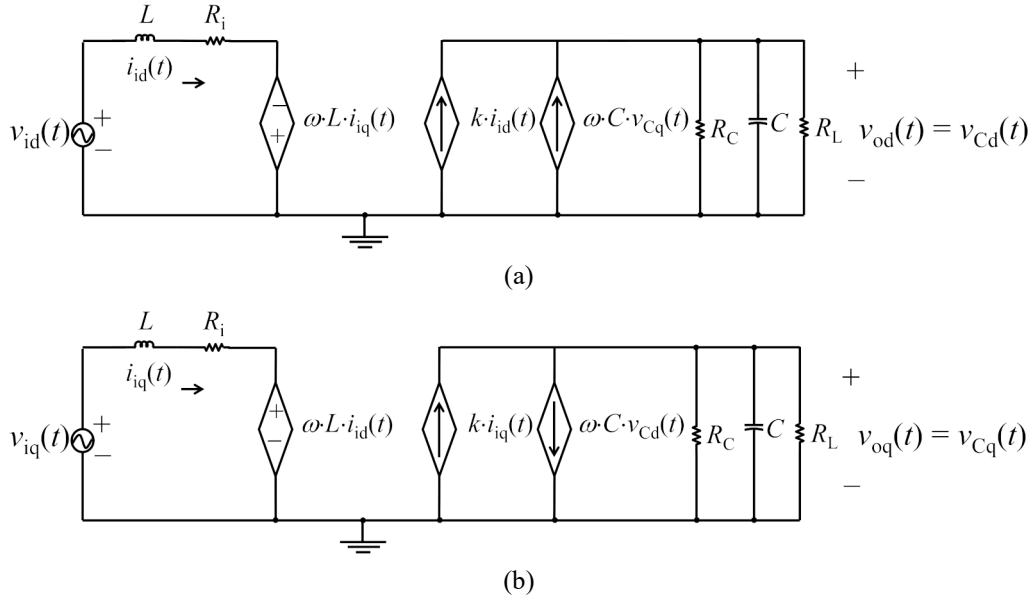 L R_i
i_id(t) →
v_id(t) + −
− + ω·L·i_iq(t)
k·i_id(t) ω·C·v_Cq(t) R_C C R_L
+ v_od(t) = v_Cd(t) −
(a)
L R_i
i_iq(t) →
v_iq(t) + −
+ − ω·L·i_id(t)
k·i_iq(t) ω·C·v_Cd(t) R_C C R_L
+ v_oq(t) = v_Cq(t) −
(b)